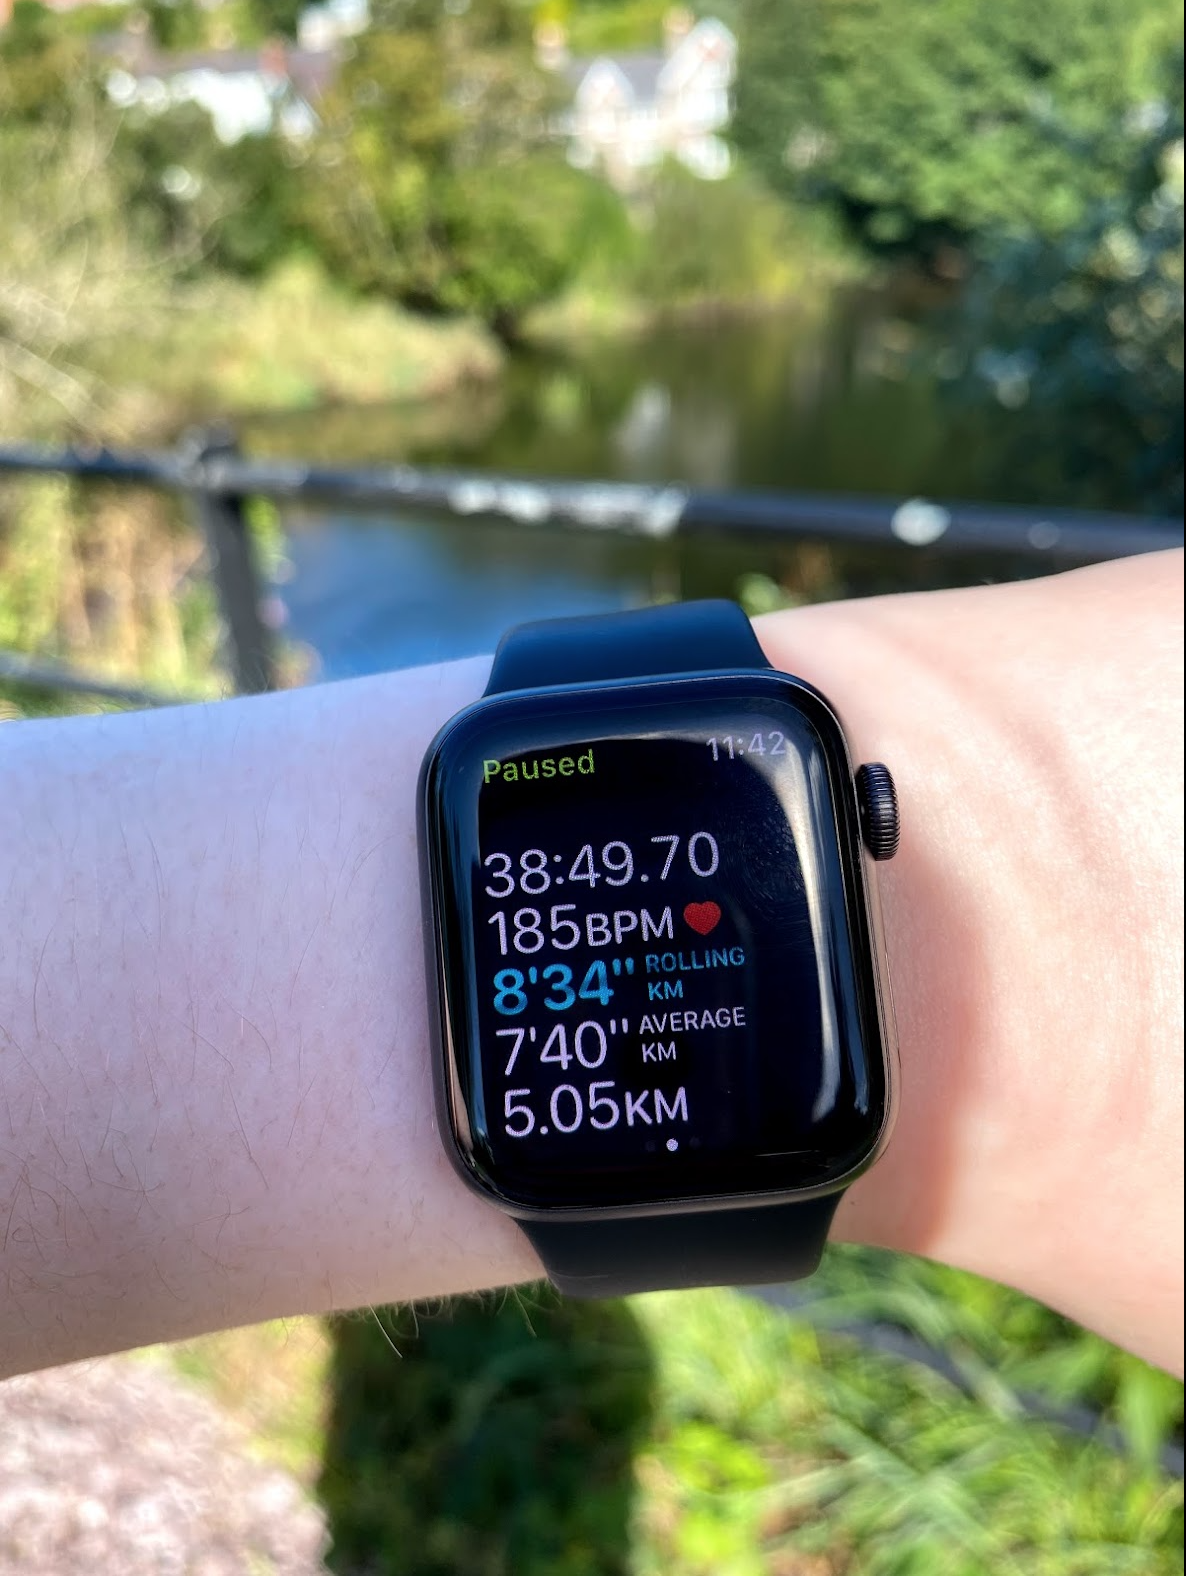 Paused 11:42
38:49.70
185BPM
8'34" ROLLING KM
7'40" AVERAGE KM
5.05KM